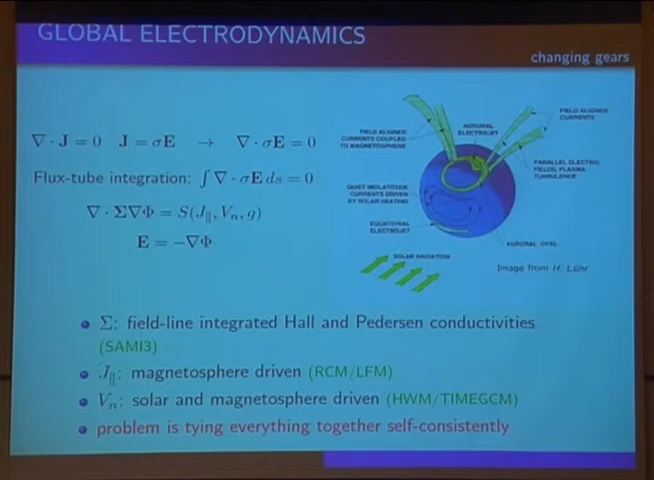 GLOBAL ELECTRODYNAMICS
changing gears
∇ · J = 0 J = σE → ∇ · σE = 0
Flux-tube integration: ∫ ∇ · σE ds = 0
∇ · Σ∇Φ = S(J∥, Vn, g)
E = −∇Φ
FIELD ALIGNED
CURRENTS COUPLED
TO MAGNETOSPHERE
AURORAL
ELECTROJET
FIELD ALIGNED
CURRENTS
PARALLEL ELECTRIC
FIELDS, PLASMA
TURBULENCE
QUIET MIDLATITUDE
CURRENTS DRIVEN
BY SOLAR HEATING
EQUATORIAL
ELECTROJET
AURORAL OVAL
SOLAR RADIATION
Image from H. Lühr
Σ: field-line integrated Hall and Pedersen conductivities
(SAMI3)
J∥: magnetosphere driven (RCM/LFM)
Vn: solar and magnetosphere driven (HWM/TIMEGCM)
problem is tying everything together self-consistently